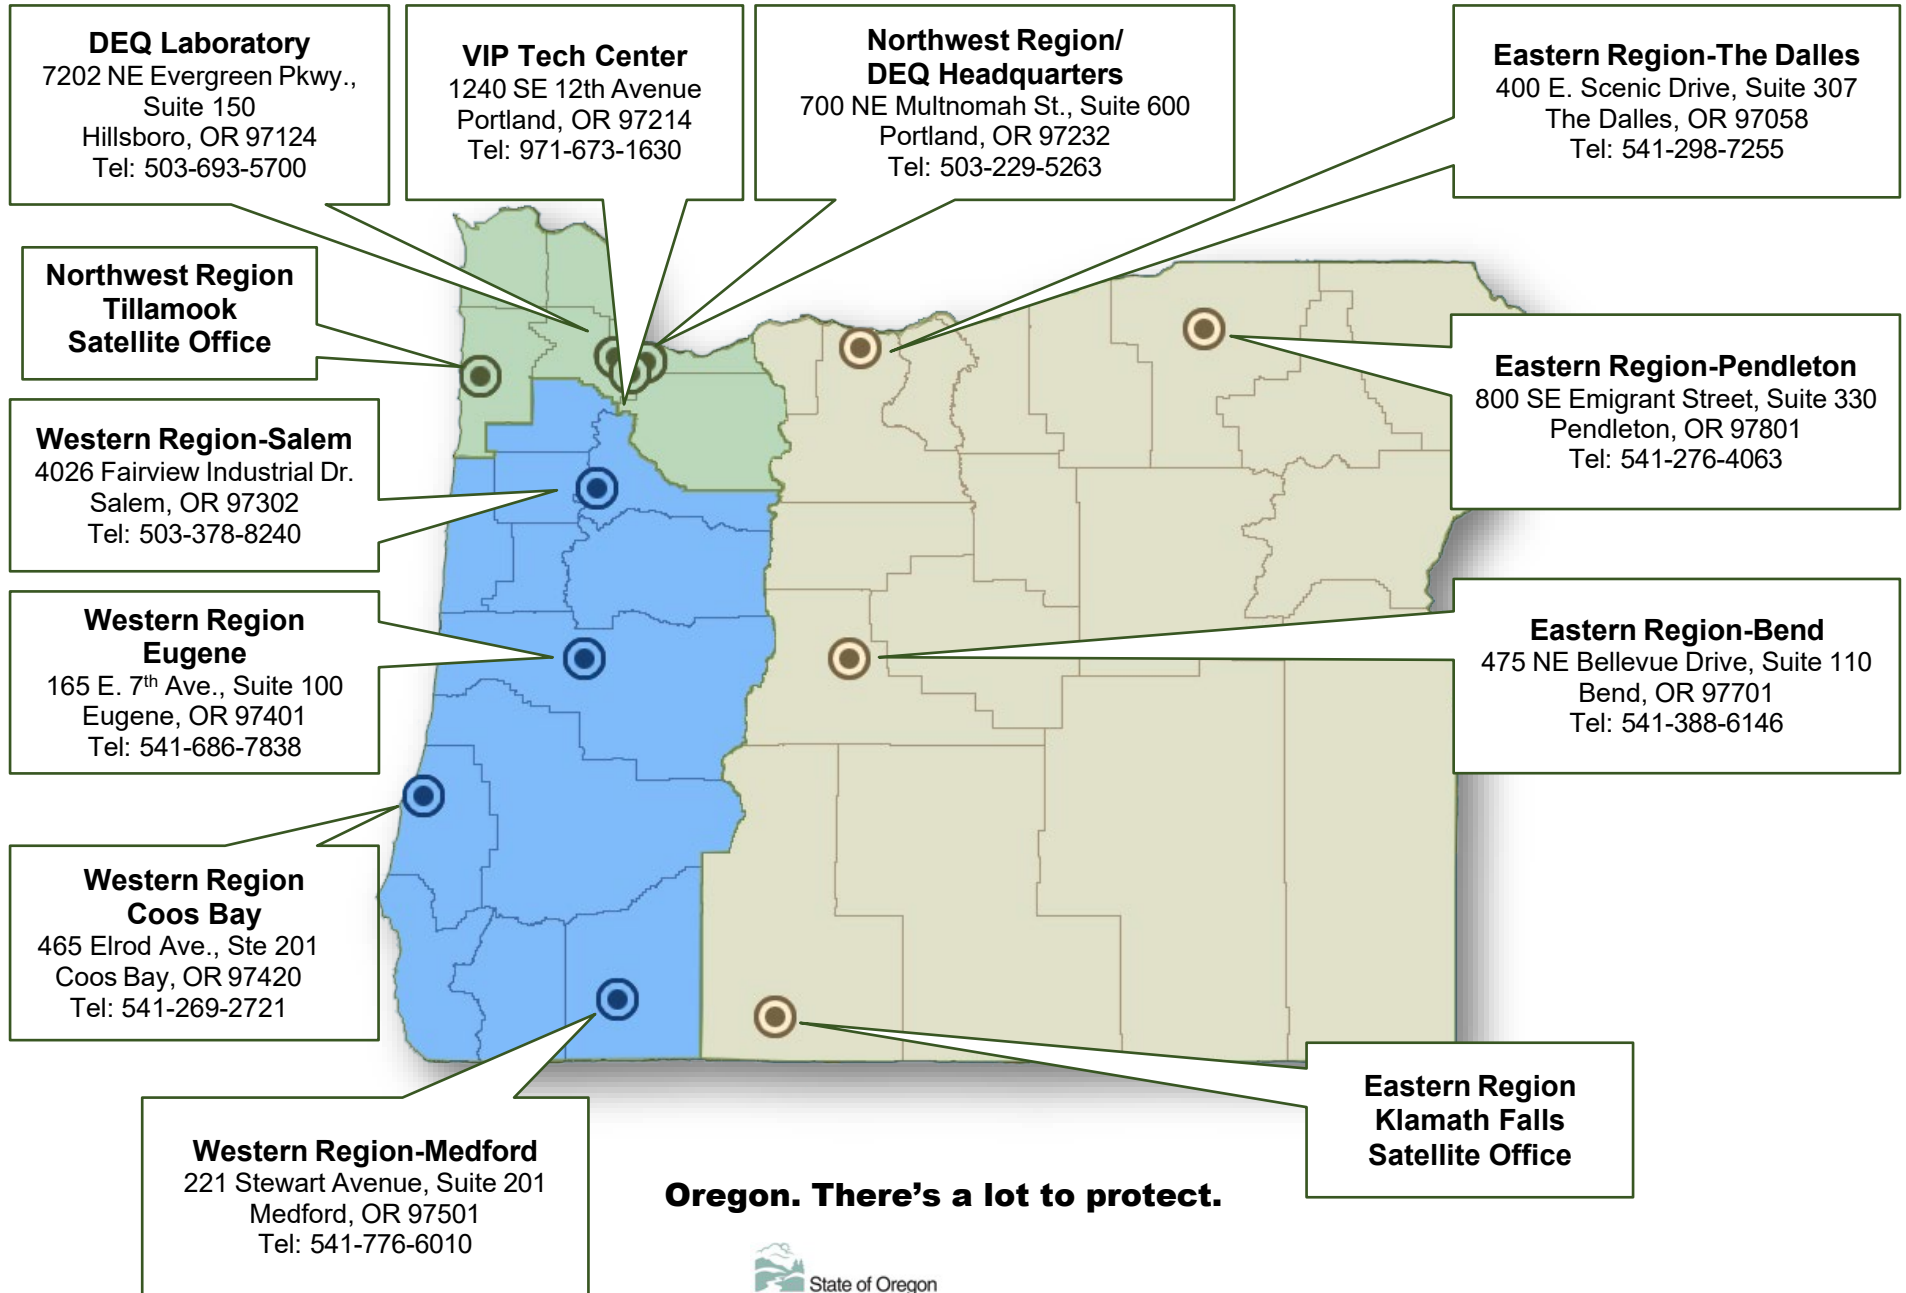 DEQ Laboratory
7202 NE Evergreen Pkwy.,
Suite 150
Hillsboro, OR 97124
Tel: 503-693-5700
VIP Tech Center
1240 SE 12th Avenue
Portland, OR 97214
Tel: 971-673-1630
Northwest Region/
DEQ Headquarters
700 NE Multnomah St., Suite 600
Portland, OR 97232
Tel: 503-229-5263
Eastern Region-The Dalles
400 E. Scenic Drive, Suite 307
The Dalles, OR 97058
Tel: 541-298-7255
Northwest Region
Tillamook
Satellite Office
Eastern Region-Pendleton
800 SE Emigrant Street, Suite 330
Pendleton, OR 97801
Tel: 541-276-4063
Western Region-Salem
4026 Fairview Industrial Dr.
Salem, OR 97302
Tel: 503-378-8240
Western Region
Eugene
165 E. 7th Ave., Suite 100
Eugene, OR 97401
Tel: 541-686-7838
Eastern Region-Bend
475 NE Bellevue Drive, Suite 110
Bend, OR 97701
Tel: 541-388-6146
Western Region
Coos Bay
465 Elrod Ave., Ste 201
Coos Bay, OR 97420
Tel: 541-269-2721
Eastern Region
Klamath Falls
Satellite Office
Western Region-Medford
221 Stewart Avenue, Suite 201
Medford, OR 97501
Tel: 541-776-6010
Oregon. There’s a lot to protect.
State of Oregon